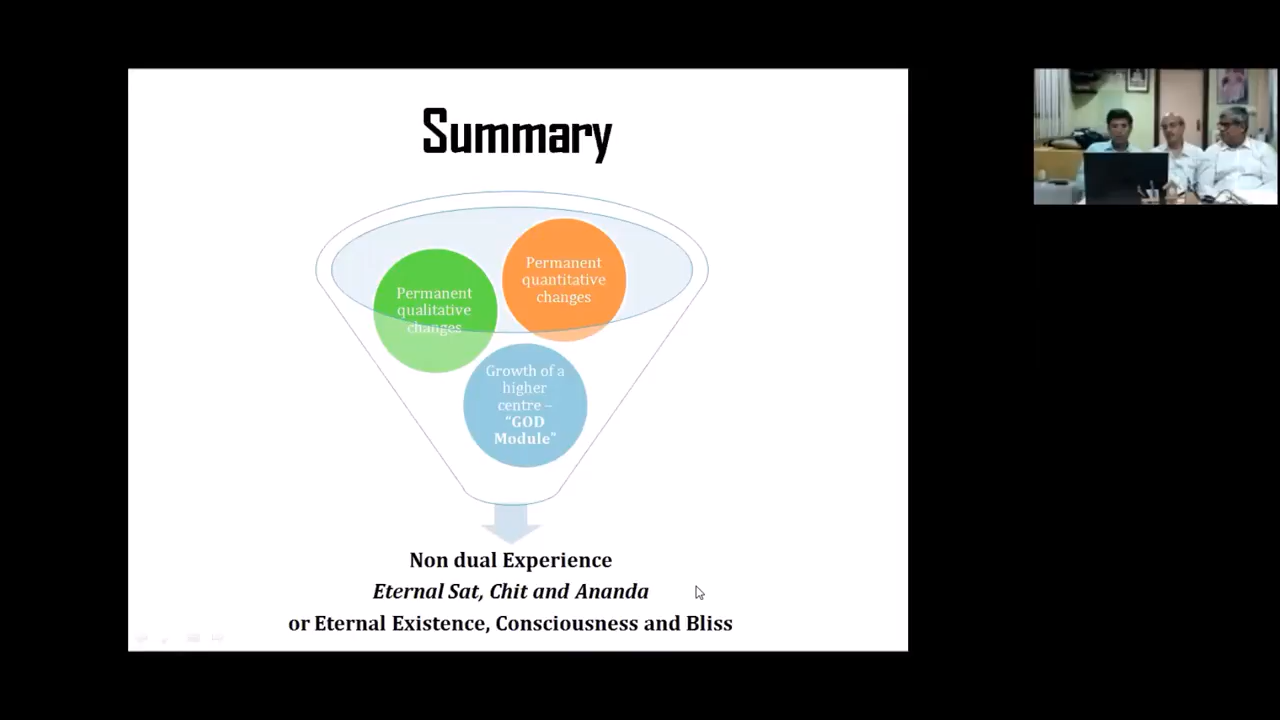 Summary
Permanent
quantitative
changes
Permanent
qualitative
changes
Growth of a
higher
centre –
“GOD
Module”
Non dual Experience
Eternal Sat, Chit and Ananda
or Eternal Existence, Consciousness and Bliss